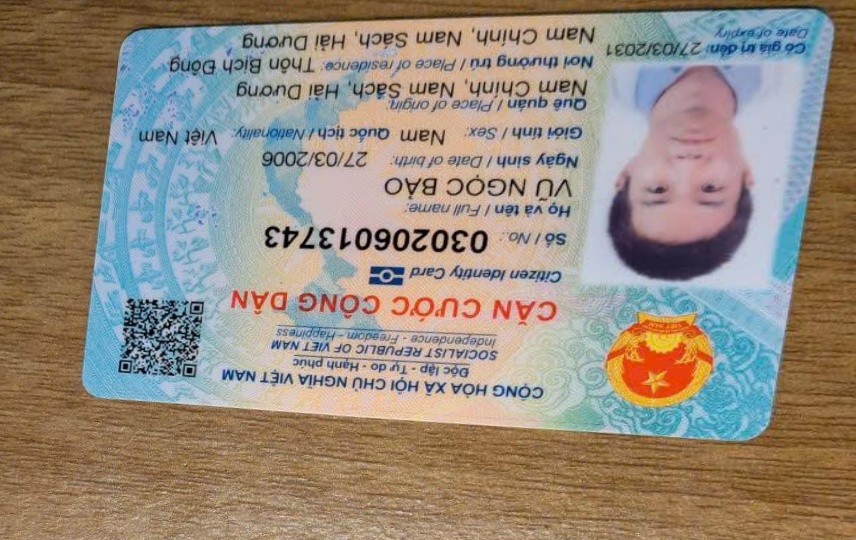 CỘNG HÒA XÃ HỘI CHỦ NGHĨA VIỆT NAM
Độc lập - Tự do - Hạnh phúc
SOCIALIST REPUBLIC OF VIET NAM
Independence - Freedom - Happiness
CĂN CƯỚC CÔNG DÂN
Citizen Identity Card
Số / No.: 030206013743
Họ và tên / Full name:
VŨ NGỌC BẢO
Ngày sinh / Date of birth: 27/03/2006
Giới tính / Sex: Nam Quốc tịch / Nationality: Việt Nam
Quê quán / Place of origin:
Nam Chính, Nam Sách, Hải Dương
Nơi thường trú / Place of residence: Thôn Bịch Đông
Nam Chính, Nam Sách, Hải Dương
Có giá trị đến: 27/03/2031
Date of expiry